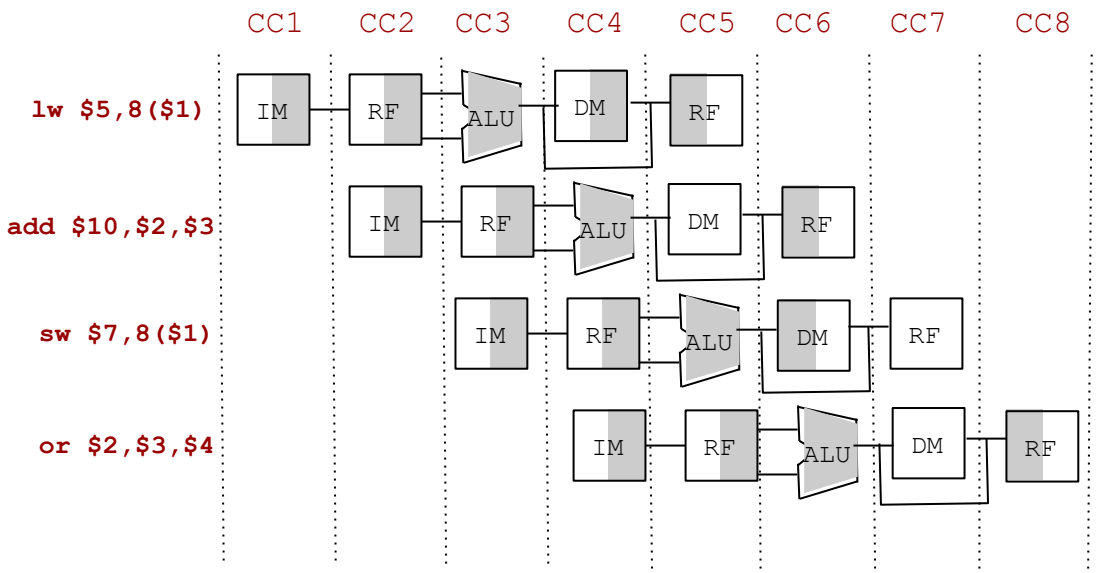 CC1 CC2 CC3 CC4 CC5 CC6 CC7 CC8
lw $5,8($1) IM RF ALU DM RF
add $10,$2,$3 IM RF ALU DM RF
sw $7,8($1) IM RF ALU DM RF
or $2,$3,$4 IM RF ALU DM RF